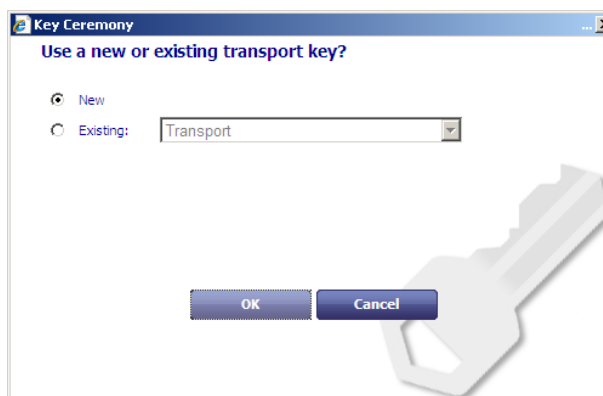 Key Ceremony
Use a new or existing transport key?
New
Existing: Transport
OK Cancel